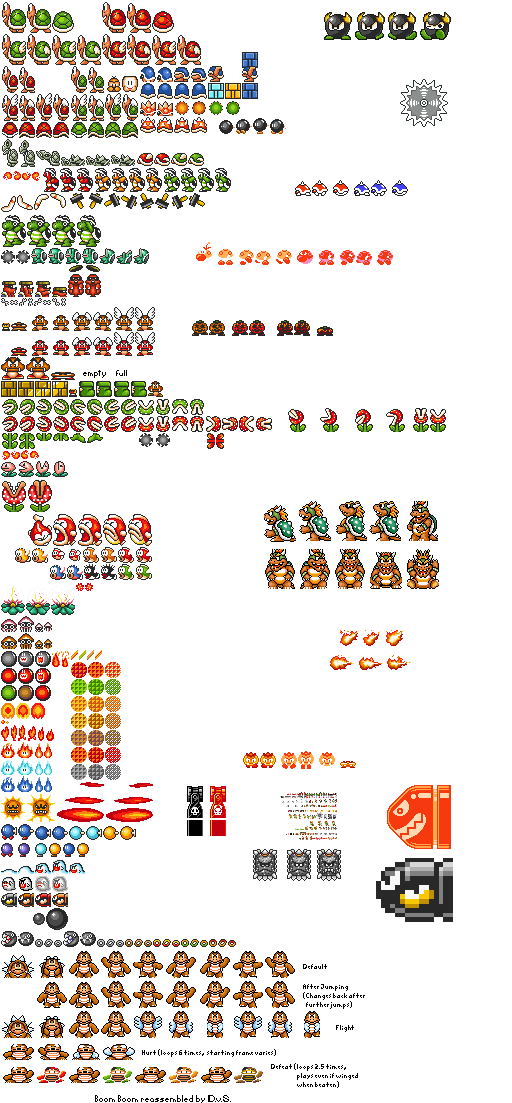 empty full
Default
After Jumping
(Changes back after
further jumps)
Flight
Hurt (loops 6 times, starting frame varies)
Defeat (loops 2.5 times,
plays even if winged
when beaten)
Boom Boom reassembled by D.v.S.